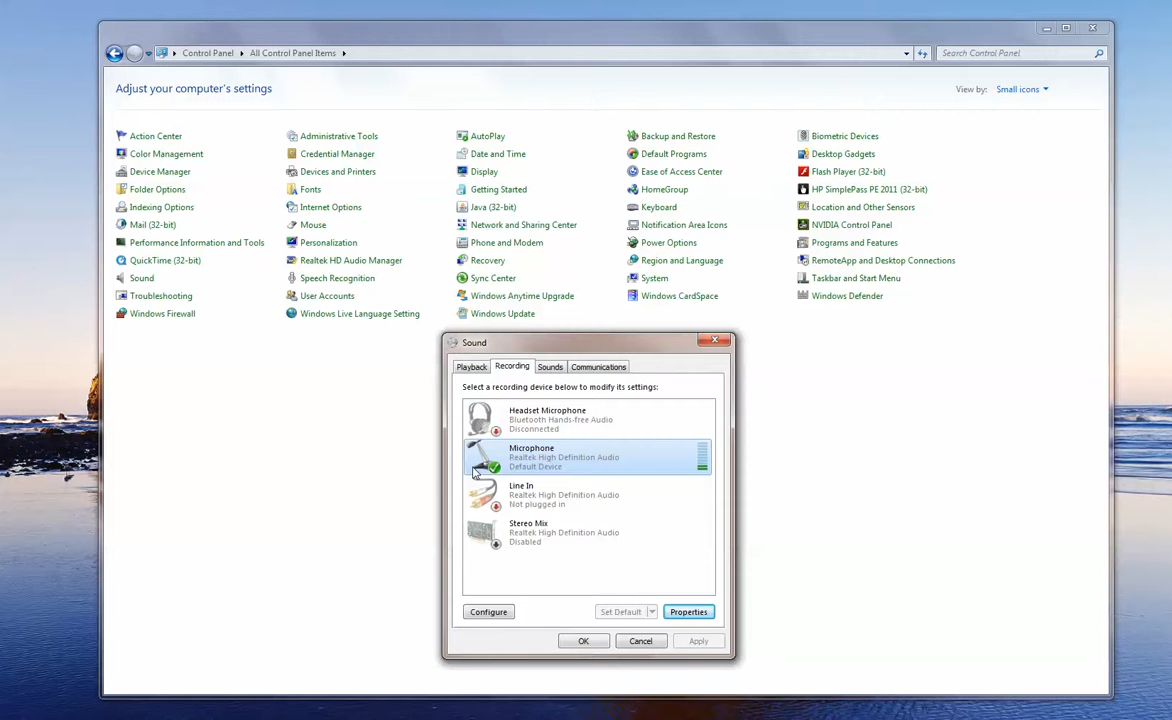 Control Panel
All Control Panel Items
Search Control Panel
Adjust your computer's settings
View by: Small icons
Action Center
Administrative Tools
AutoPlay
Backup and Restore
Biometric Devices
Color Management
Credential Manager
Date and Time
Default Programs
Desktop Gadgets
Device Manager
Devices and Printers
Display
Ease of Access Center
Flash Player (32-bit)
Folder Options
Fonts
Getting Started
HomeGroup
HP SimplePass PE 2011 (32-bit)
Indexing Options
Internet Options
Java (32-bit)
Keyboard
Location and Other Sensors
Mail (32-bit)
Mouse
Network and Sharing Center
Notification Area Icons
NVIDIA Control Panel
Performance Information and Tools
Personalization
Phone and Modem
Power Options
Programs and Features
QuickTime (32-bit)
Realtek HD Audio Manager
Recovery
Region and Language
RemoteApp and Desktop Connections
Sound
Speech Recognition
Sync Center
System
Taskbar and Start Menu
Troubleshooting
User Accounts
Windows Anytime Upgrade
Windows CardSpace
Windows Defender
Windows Firewall
Windows Live Language Setting
Windows Update
Sound
Playback
Recording
Sounds
Communications
Select a recording device below to modify its settings:
Headset Microphone
Bluetooth Hands-free Audio
Disconnected
Microphone
Realtek High Definition Audio
Default Device
Line In
Realtek High Definition Audio
Not plugged in
Stereo Mix
Realtek High Definition Audio
Disabled
Configure
Set Default
Properties
OK
Cancel
Apply